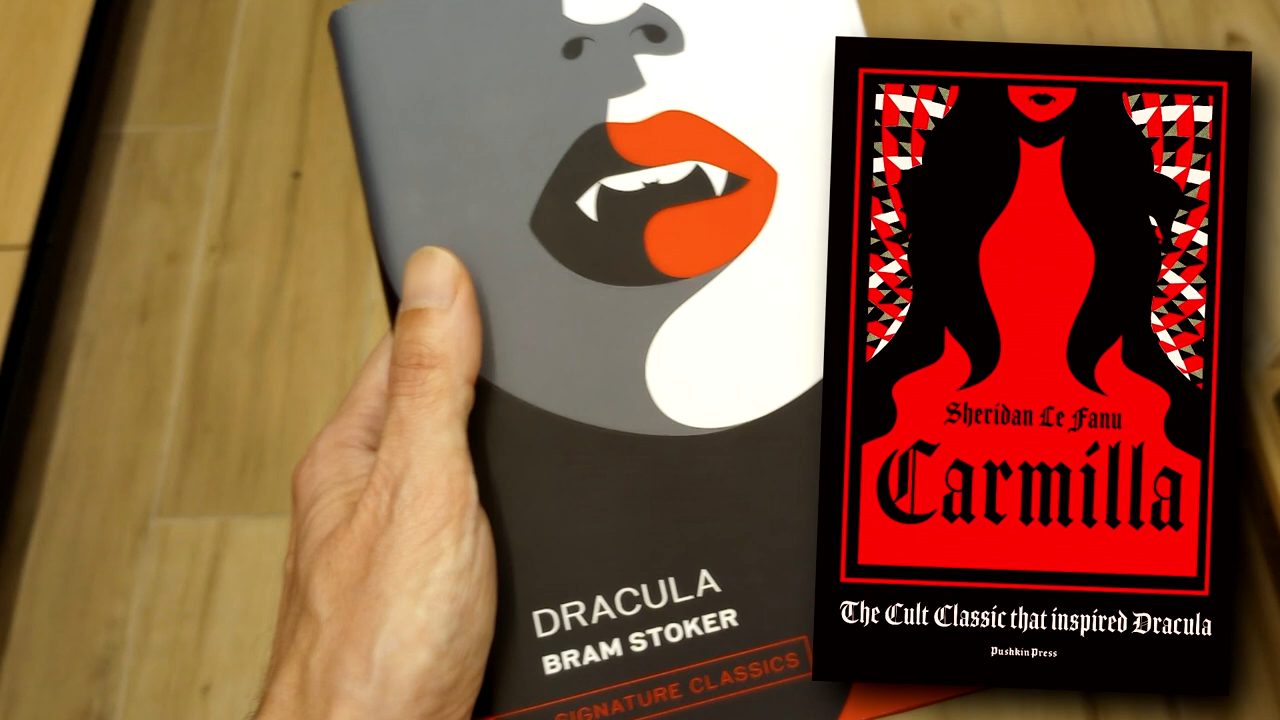 DRACULA
BRAM STOKER
SIGNATURE CLASSICS
Sheridan Le Fanu
Carmilla
The Cult Classic that inspired Dracula
Pushkin Press